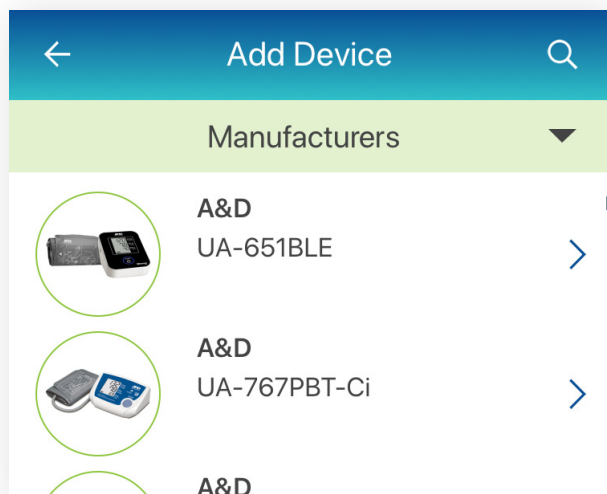 Add Device
Manufacturers
A&D
UA-651BLE
A&D
UA-767PBT-Ci
A&D